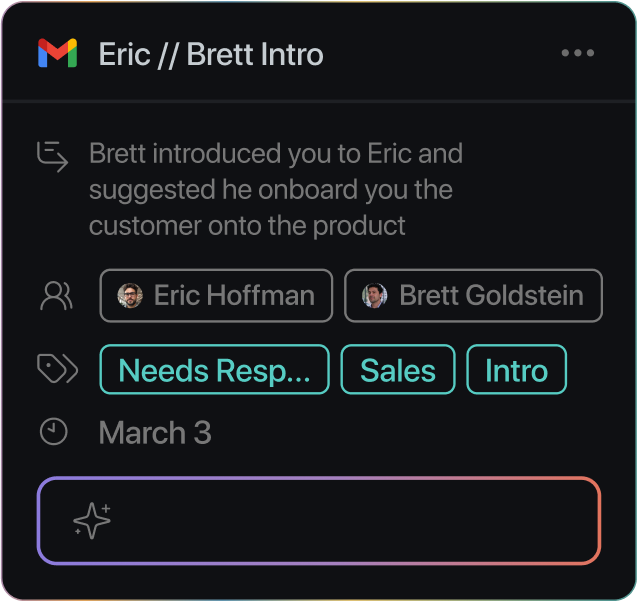 Eric // Brett Intro
Brett introduced you to Eric and
suggested he onboard you the
customer onto the product
Eric Hoffman Brett Goldstein
Needs Resp... Sales Intro
March 3